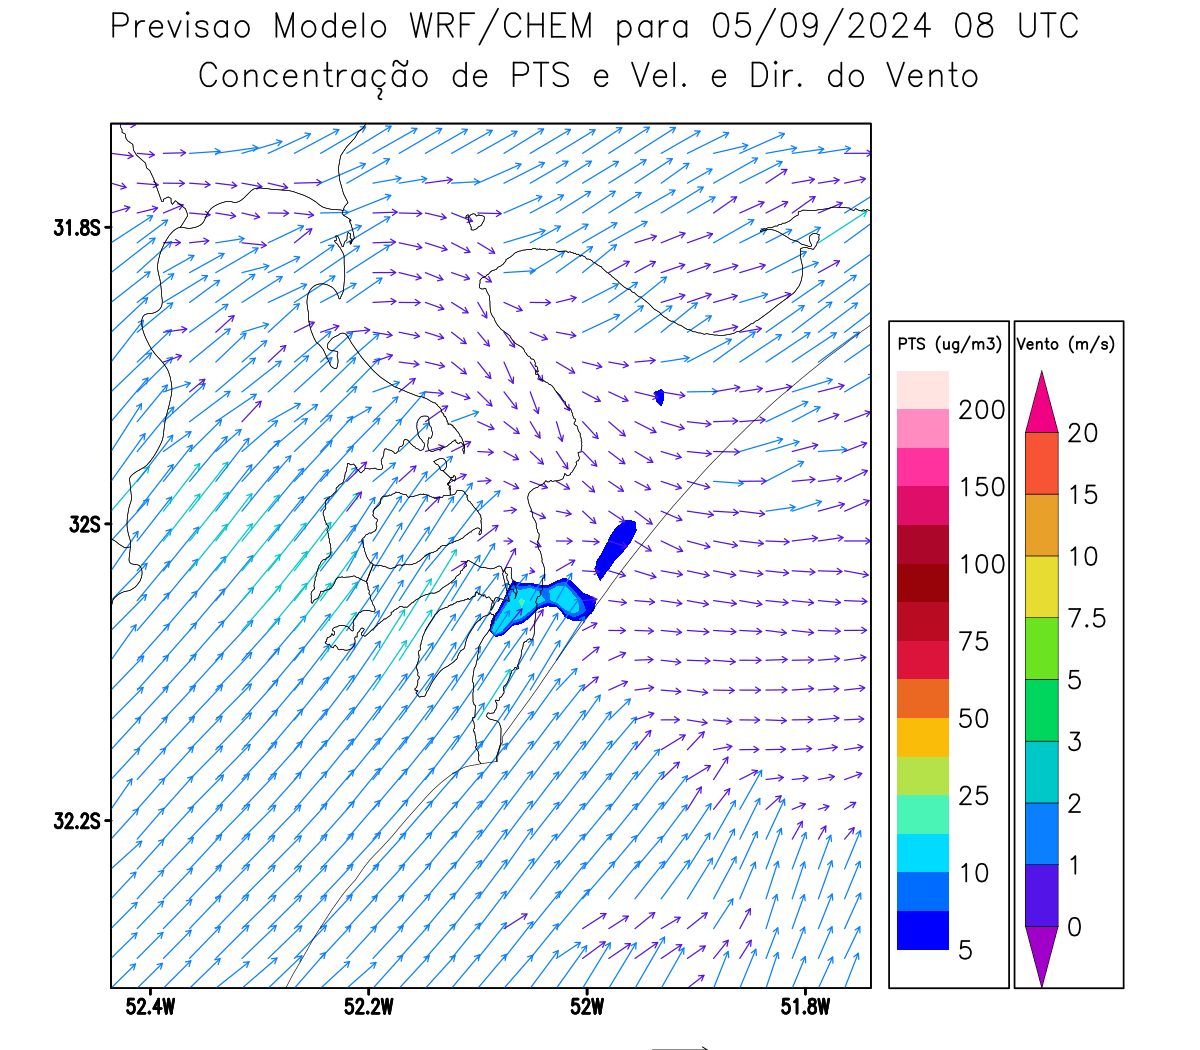 Previsao Modelo WRF/CHEM para 05/09/2024 08 UTC
Concentração de PTS e Vel. e Dir. do Vento
31.8S
32S
32.2S
52.4W 52.2W 52W 51.8W
PTS (ug/m3)
200
150
100
75
50
25
10
5
Vento (m/s)
20
15
10
7.5
5
3
2
1
0